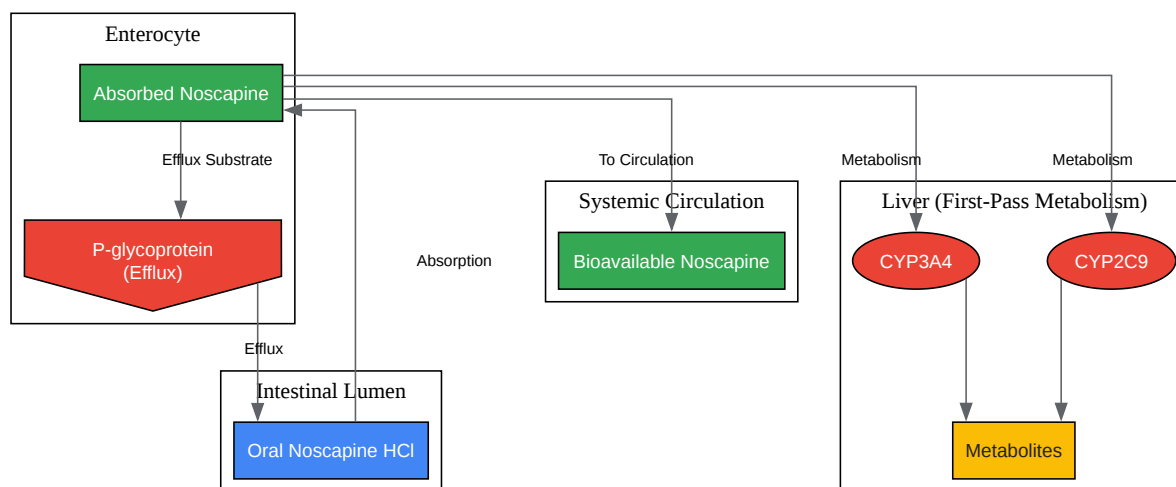 Enterocyte
Absorbed Noscapine
Efflux Substrate
To Circulation
Metabolism
Metabolism
Systemic Circulation
Liver (First-Pass Metabolism)
P-glycoprotein
(Efflux)
Absorption
Bioavailable Noscapine
CYP3A4
CYP2C9
Efflux
Intestinal Lumen
Oral Noscapine HCl
Metabolites